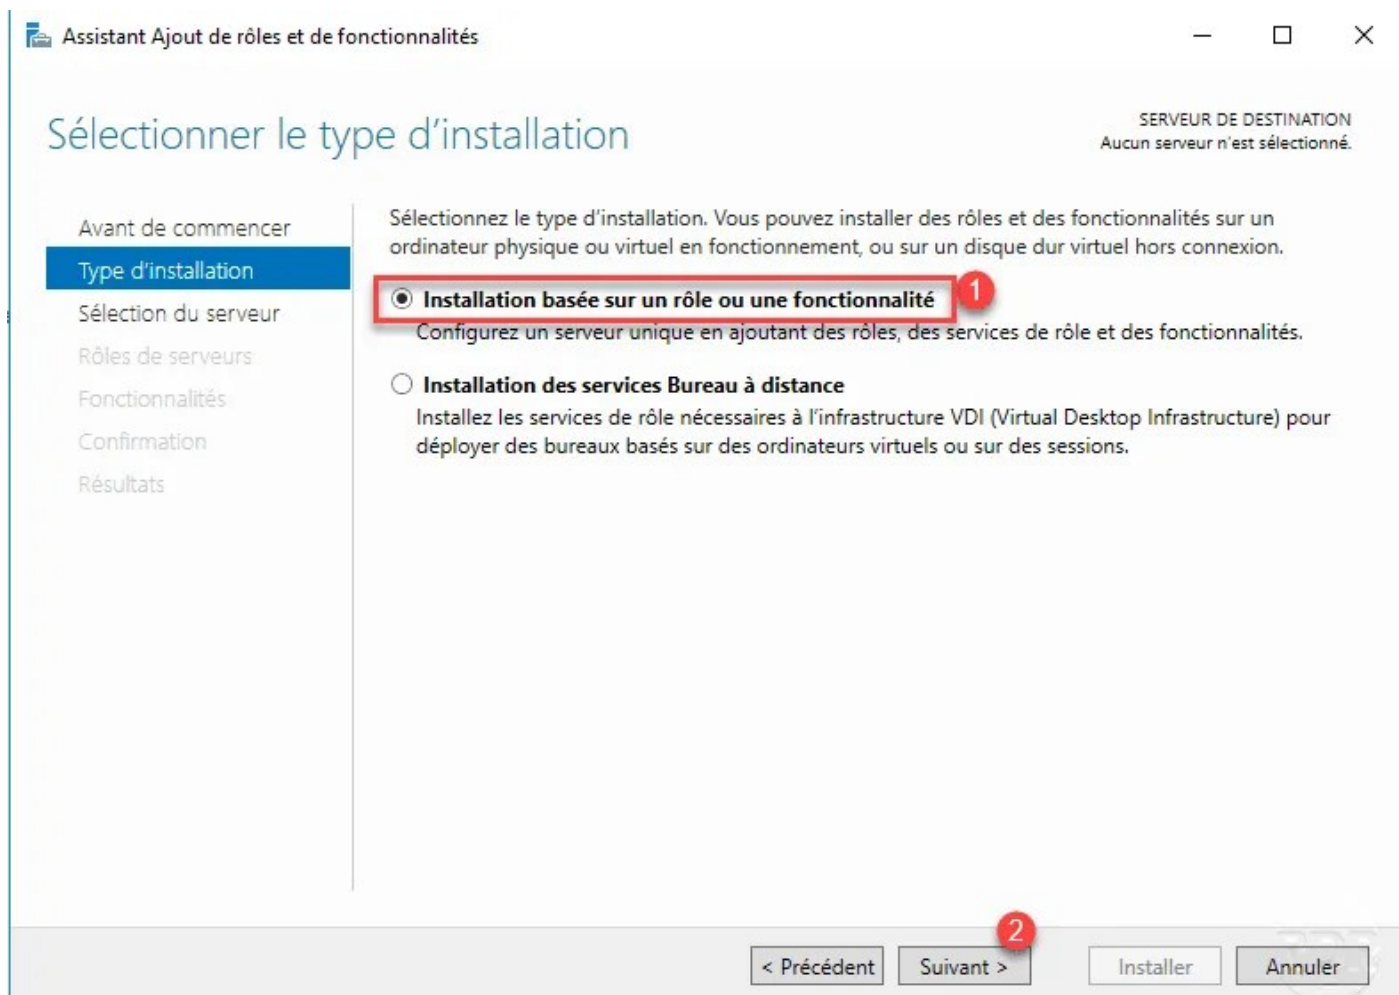 Assistant Ajout de rôles et de fonctionnalités
Sélectionner le type d'installation
SERVEUR DE DESTINATION
Aucun serveur n'est sélectionné.
Avant de commencer
Type d'installation
Sélection du serveur
Rôles de serveurs
Fonctionnalités
Confirmation
Résultats
Sélectionnez le type d'installation. Vous pouvez installer des rôles et des fonctionnalités sur un
ordinateur physique ou virtuel en fonctionnement, ou sur un disque dur virtuel hors connexion.
Installation basée sur un rôle ou une fonctionnalité
1
Configurez un serveur unique en ajoutant des rôles, des services de rôle et des fonctionnalités.
Installation des services Bureau à distance
Installez les services de rôle nécessaires à l'infrastructure VDI (Virtual Desktop Infrastructure) pour
déployer des bureaux basés sur des ordinateurs virtuels ou sur des sessions.
2
< Précédent
Suivant >
Installer
Annuler